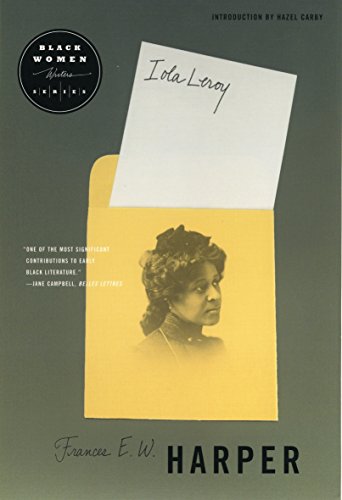 INTRODUCTION BY HAZEL CARBY
BLACK
WOMEN
Writers
SERIES
Iola Leroy
"ONE OF THE MOST SIGNIFICANT
CONTRIBUTIONS TO EARLY
BLACK LITERATURE."
—JANE CAMPBELL, BELLES LETTRES
Frances E. W. HARPER